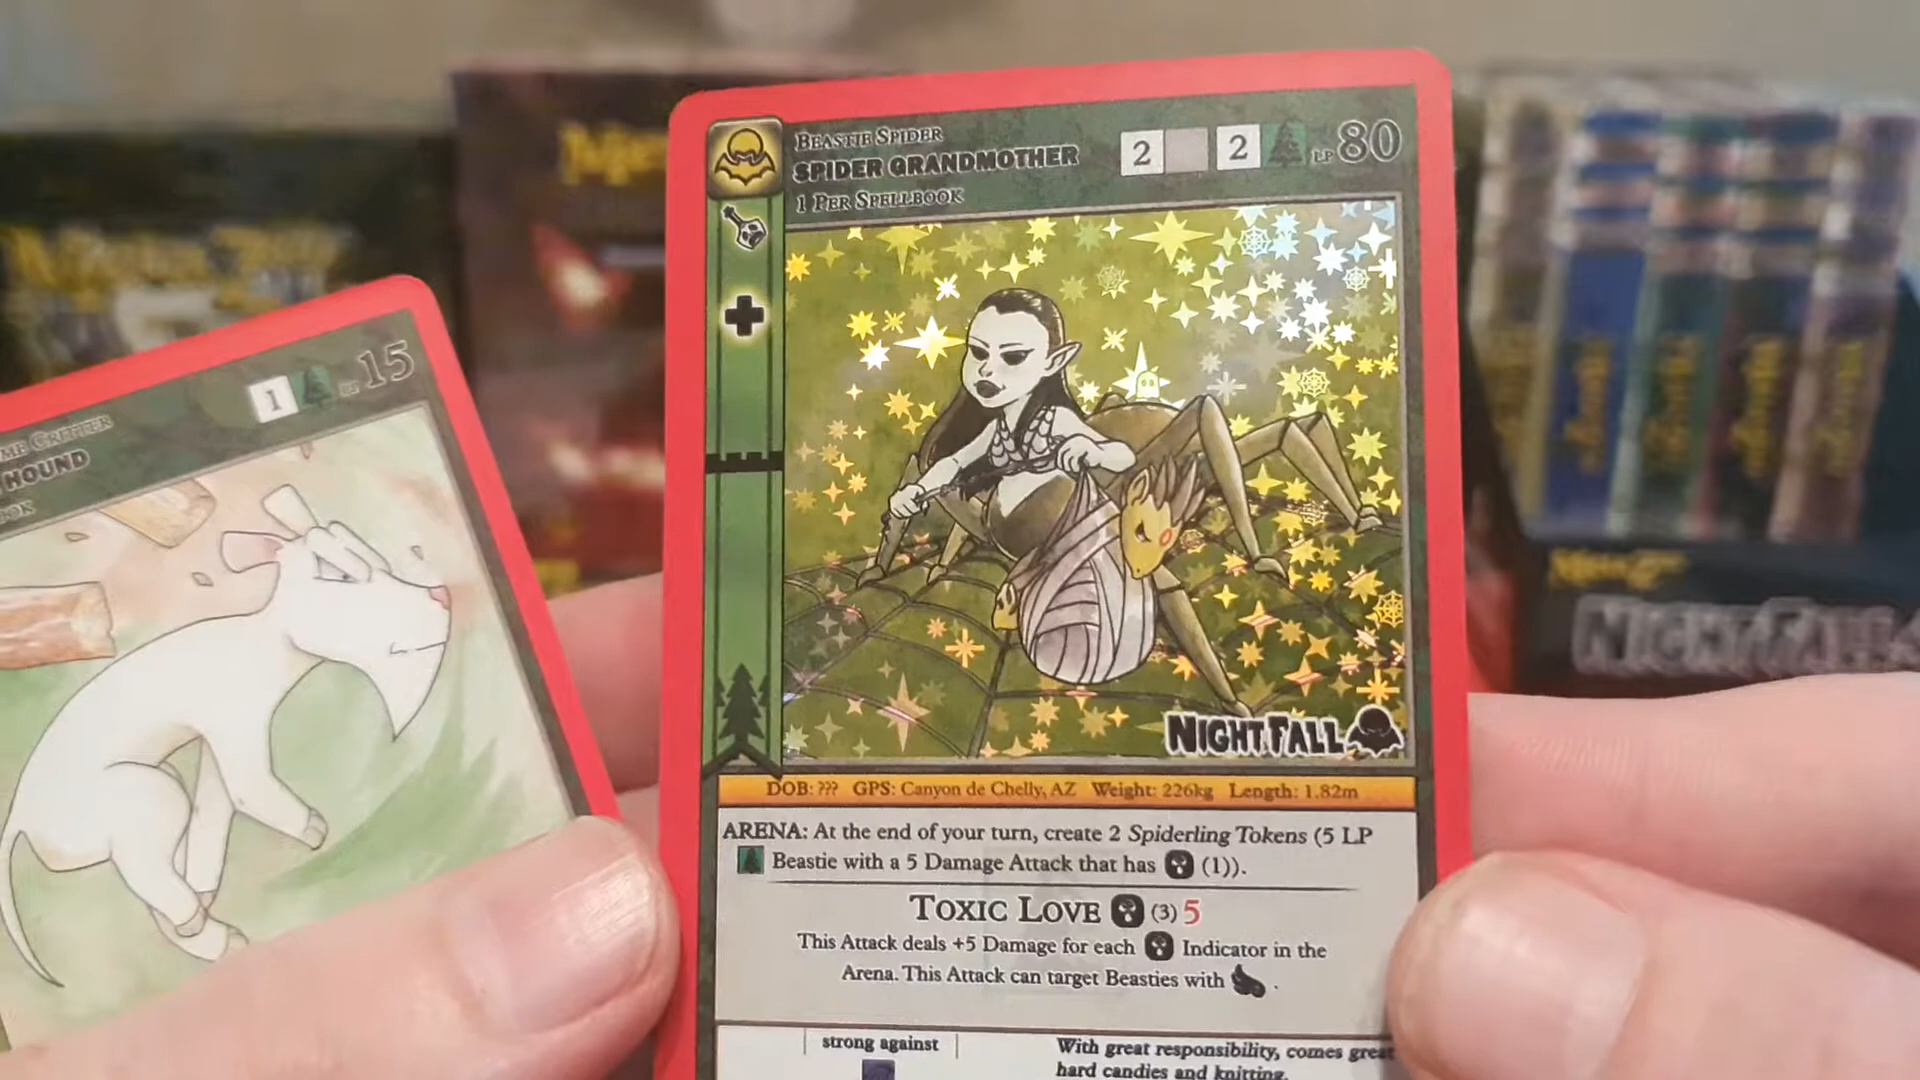 BEASTIE SPIDER
SPIDER GRANDMOTHER
1 PER SPELLBOOK
2 2 LP 80
NIGHTFALL
DOB: ??? GPS: Canyon de Chelly, AZ Weight: 226kg Length: 1.82m
ARENA: At the end of your turn, create 2 Spiderling Tokens (5 LP
Beastie with a 5 Damage Attack that has (1)).
TOXIC LOVE (3) 5
This Attack deals +5 Damage for each Indicator in the
Arena. This Attack can target Beasties with .
strong against
With great responsibility, comes great
hard candies and knitting.
1 LP 15
CRITTER
HOUND
NIGHTFALL